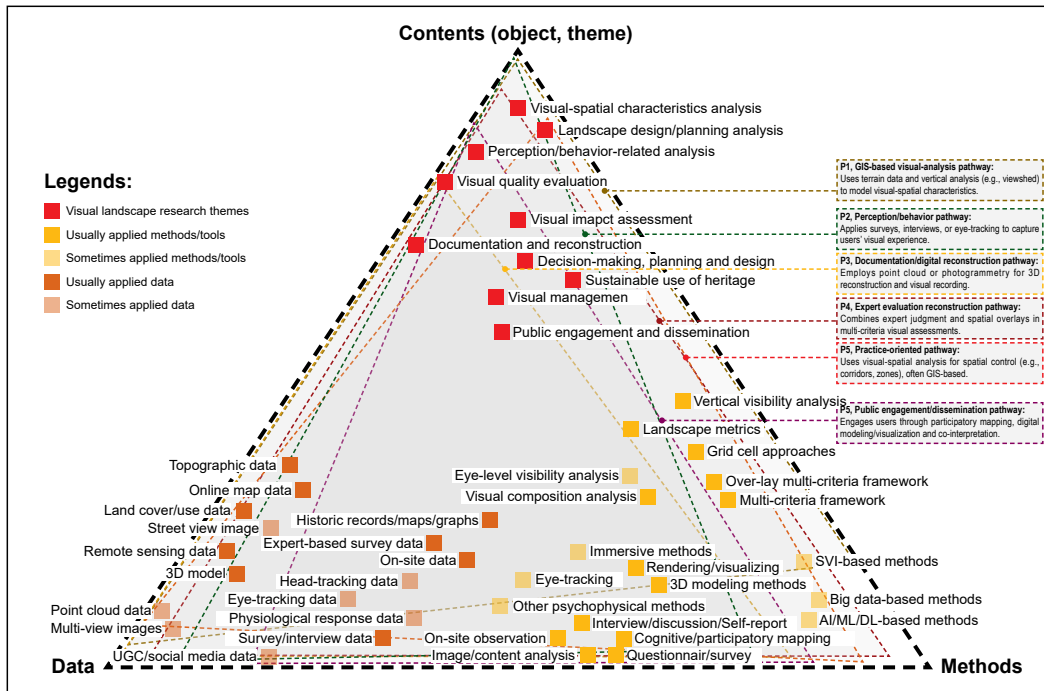 Contents (object, theme)
Visual-spatial characteristics analysis
Landscape design/planning analysis
Perception/behavior-related analysis
Visual quality evaluation
Visual imapct assessment
Documentation and reconstruction
Decision-making, planning and design
Sustainable use of heritage
Visual managemen
Public engagement and dissemination
Legends:
Visual landscape research themes
Usually applied methods/tools
Sometimes applied methods/tools
Usually applied data
Sometimes applied data
P1, GIS-based visual-analysis pathway:
Uses terrain data and vertical analysis (e.g., viewshed)
to model visual-spatial characteristics.
P2, Perception/behavior pathway:
Applies surveys, interviews, or eye-tracking to capture
users' visual experience.
P3, Documentation/digital reconstruction pathway:
Employs point cloud or photogrammetry for 3D
reconstruction and visual recording.
P4, Expert evaluation reconstruction pathway:
Combines expert judgment and spatial overlays in
multi-criteria visual assessments.
P5, Practice-oriented pathway:
Uses visual-spatial analysis for spatial control (e.g.,
corridors, zones), often GIS-based.
P5, Public engagement/dissemination pathway:
Engages users through participatory mapping, digital
modeling/visualization and co-interpretation.
Vertical visibility analysis
Landscape metrics
Grid cell approaches
Topographic data
Eye-level visibility analysis
Over-lay multi-criteria framework
Online map data
Visual composition analysis
Multi-criteria framework
Land cover/use data
Street view image
Historic records/maps/graphs
Remote sensing data
Expert-based survey data
On-site data
Immersive methods
SVI-based methods
3D model
Rendering/visualizing
Head-tracking data
Eye-tracking
3D modeling methods
Eye-tracking data
Big data-based methods
Point cloud data
Other psychophysical methods
Multi-view images
Physiological response data
Interview/discussion/Self-report
AI/ML/DL-based methods
Survey/interview data
On-site observation
Cognitive/participatory mapping
UGC/social media data
Image/content analysis
Questionnair/survey
Data
Methods